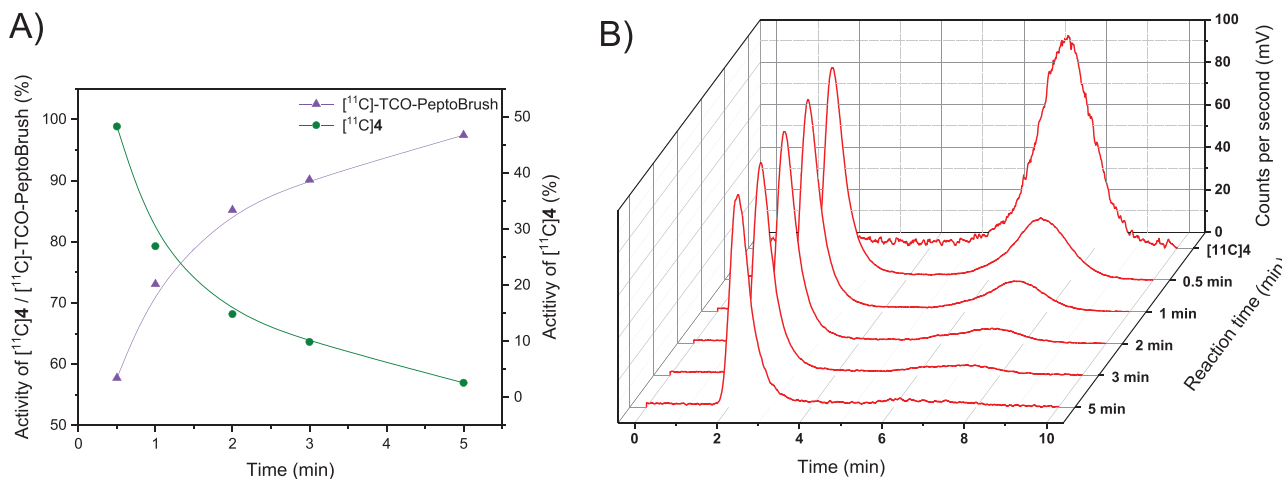 A)
[¹¹C]-TCO-PeptoBrush
[¹¹C]4
Activity of [¹¹C]4 / [¹¹C]-TCO-PeptoBrush (%)
100
90
80
70
60
50
50
40
30
20
10
0
Actitivy of [¹¹C]4 (%)
0 1 2 3 4 5
Time (min)
B)
100
80
60
40
20
0
Counts per second (mV)
[11C]4
0.5 min
1 min
2 min
3 min
5 min
Reaction time (min)
0 2 4 6 8 10
Time (min)